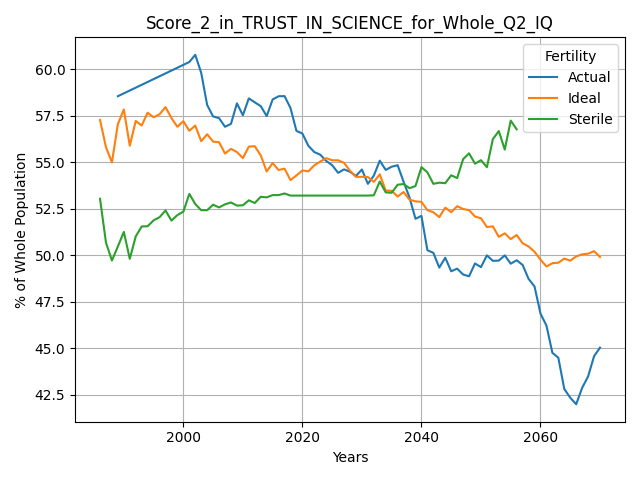 Score_2_in_TRUST_IN_SCIENCE_for_Whole_Q2_IQ
Fertility
Actual
Ideal
Sterile
% of Whole Population
60.0
57.5
55.0
52.5
50.0
47.5
45.0
42.5
2000
2020
2040
2060
Years